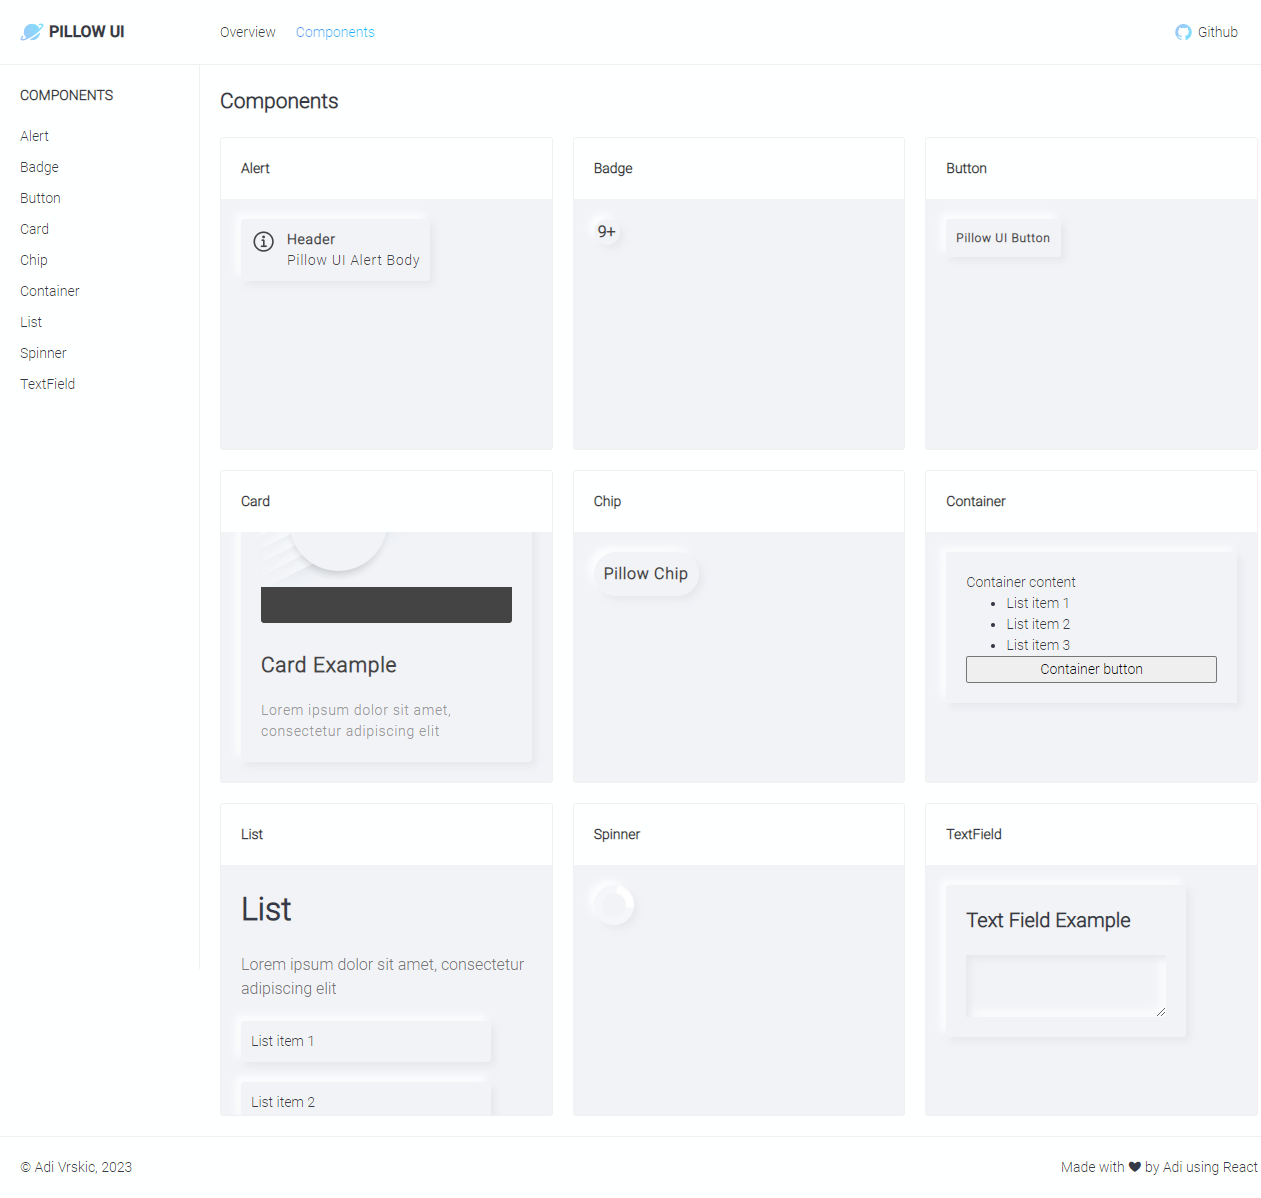 PILLOW UI
Overview
Components
Github
COMPONENTS
Alert
Badge
Button
Card
Chip
Container
List
Spinner
TextField
Components
Alert
Header
Pillow UI Alert Body
Badge
9+
Button
Pillow UI Button
Card
Card Example
Lorem ipsum dolor sit amet,
consectetur adipiscing elit
Chip
Pillow Chip
Container
Container content
List item 1
List item 2
List item 3
Container button
List
List
Lorem ipsum dolor sit amet, consectetur
adipiscing elit
List item 1
List item 2
Spinner
TextField
Text Field Example
© Adi Vrskic, 2023
Made with ♥ by Adi using React